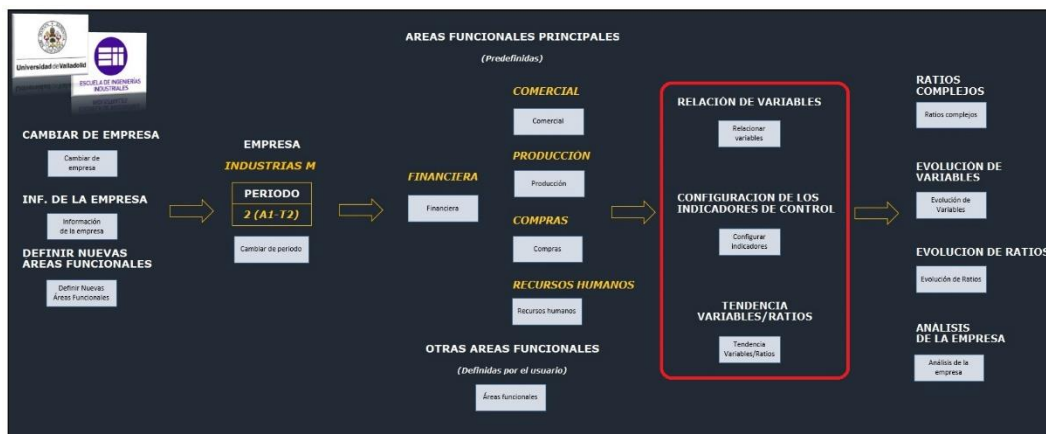 Universidad de Valladolid
ESCUELA DE INGENIERÍAS
INDUSTRIALES
CAMBIAR DE EMPRESA
Cambiar de
empresa
INF. DE LA EMPRESA
Información
de la empresa
DEFINIR NUEVAS
AREAS FUNCIONALES
Definir Nuevas
Áreas Funcionales
EMPRESA
INDUSTRIAS M
PERIODO
2 (A1-T2)
Cambiar de periodo
AREAS FUNCIONALES PRINCIPALES
(Predefinidas)
FINANCIERA
Financiera
COMERCIAL
Comercial
PRODUCCIÓN
Producción
COMPRAS
Compras
RECURSOS HUMANOS
Recursos humanos
OTRAS AREAS FUNCIONALES
(Definidas por el usuario)
Áreas funcionales
RELACIÓN DE VARIABLES
Relacionar
variables
CONFIGURACION DE LOS
INDICADORES DE CONTROL
Configurar
indicadores
TENDENCIA
VARIABLES/RATIOS
Tendencia
Variables/Ratios
RATIOS
COMPLEJOS
Ratios complejos
EVOLUCIÓN DE
VARIABLES
Evolución de
Variables
EVOLUCION DE RATIOS
Evolución de Ratios
ANÁLISIS
DE LA EMPRESA
Análisis de la
empresa